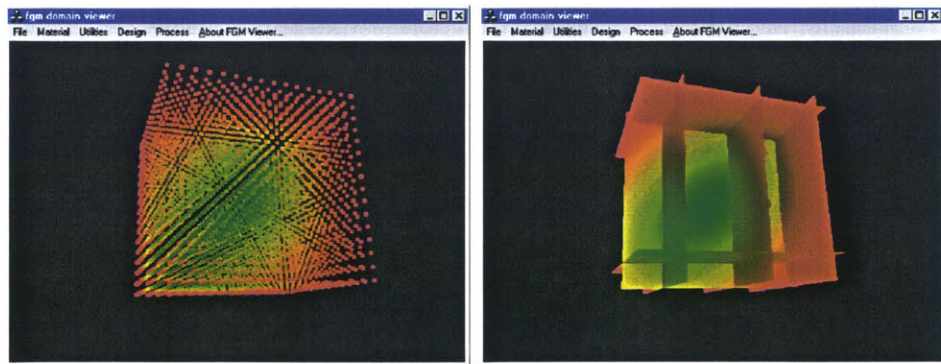 fgm domain viewer
File Material Utilities Design Process About FGM Viewer...
fgm domain viewer
File Material Utilities Design Process About FGM Viewer...